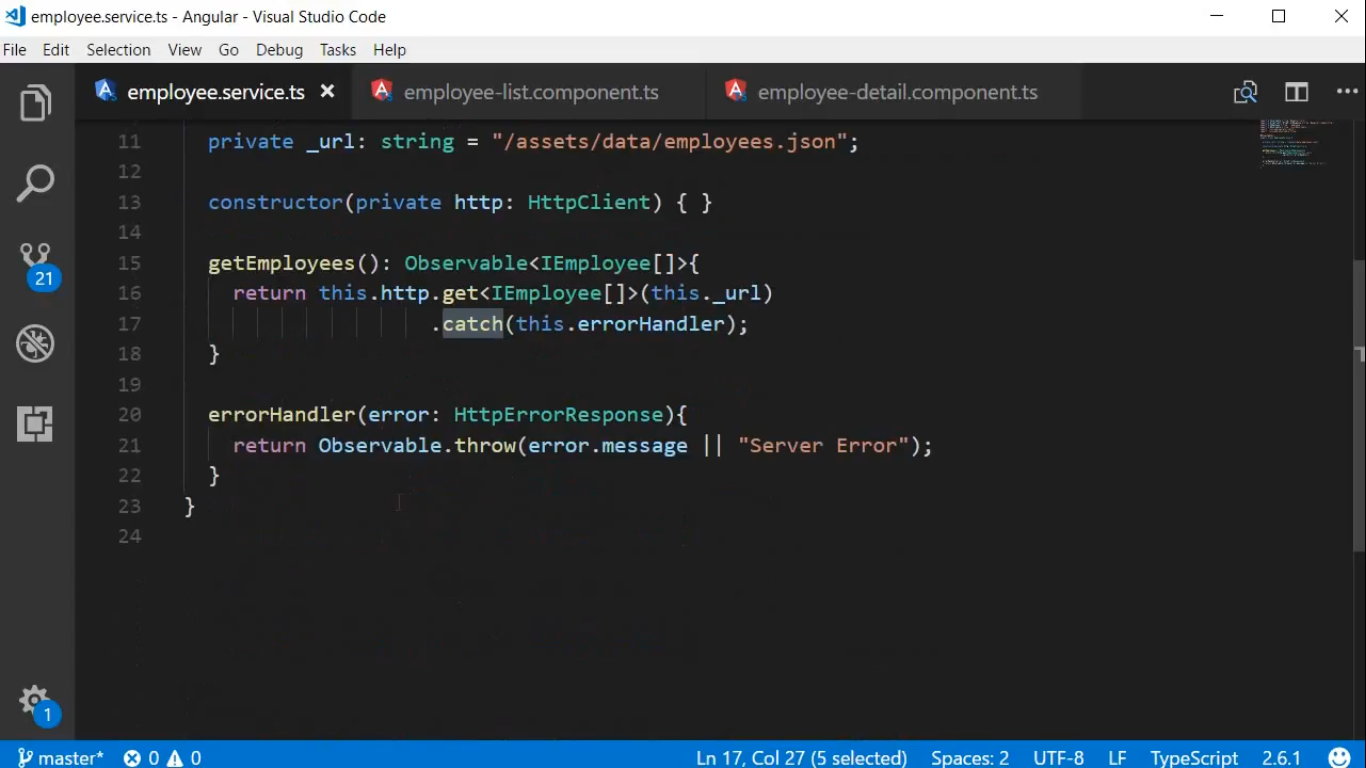 employee.service.ts - Angular - Visual Studio Code
File Edit Selection View Go Debug Tasks Help
employee.service.ts employee-list.component.ts employee-detail.component.ts
11 private _url: string = "/assets/data/employees.json";
12
13 constructor(private http: HttpClient) { }
14
15 getEmployees(): Observable<IEmployee[]>{
16 return this.http.get<IEmployee[]>(this._url)
17 .catch(this.errorHandler);
18 }
19
20 errorHandler(error: HttpErrorResponse){
21 return Observable.throw(error.message || "Server Error");
22 }
23 }
24
21
1
master* 0 0 Ln 17, Col 27 (5 selected) Spaces: 2 UTF-8 LF TypeScript 2.6.1